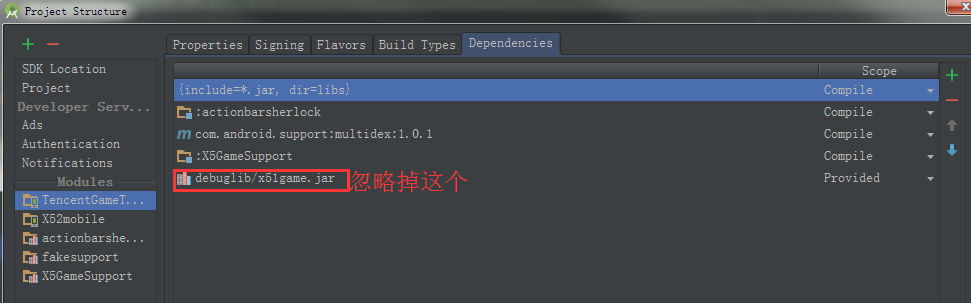 Project Structure
Properties Signing Flavors Build Types Dependencies
SDK Location
Project
Developer Serv...
Ads
Authentication
Notifications
Modules
TencentGameT...
X52mobile
actionbarshe...
fakesupport
X5GameSupport
Scope
{include=*.jar, dir=libs} Compile
:actionbarsherlock Compile
m com.android.support:multidex:1.0.1 Compile
:X5GameSupport Compile
debuglib/x51game.jar 忽略掉这个 Provided